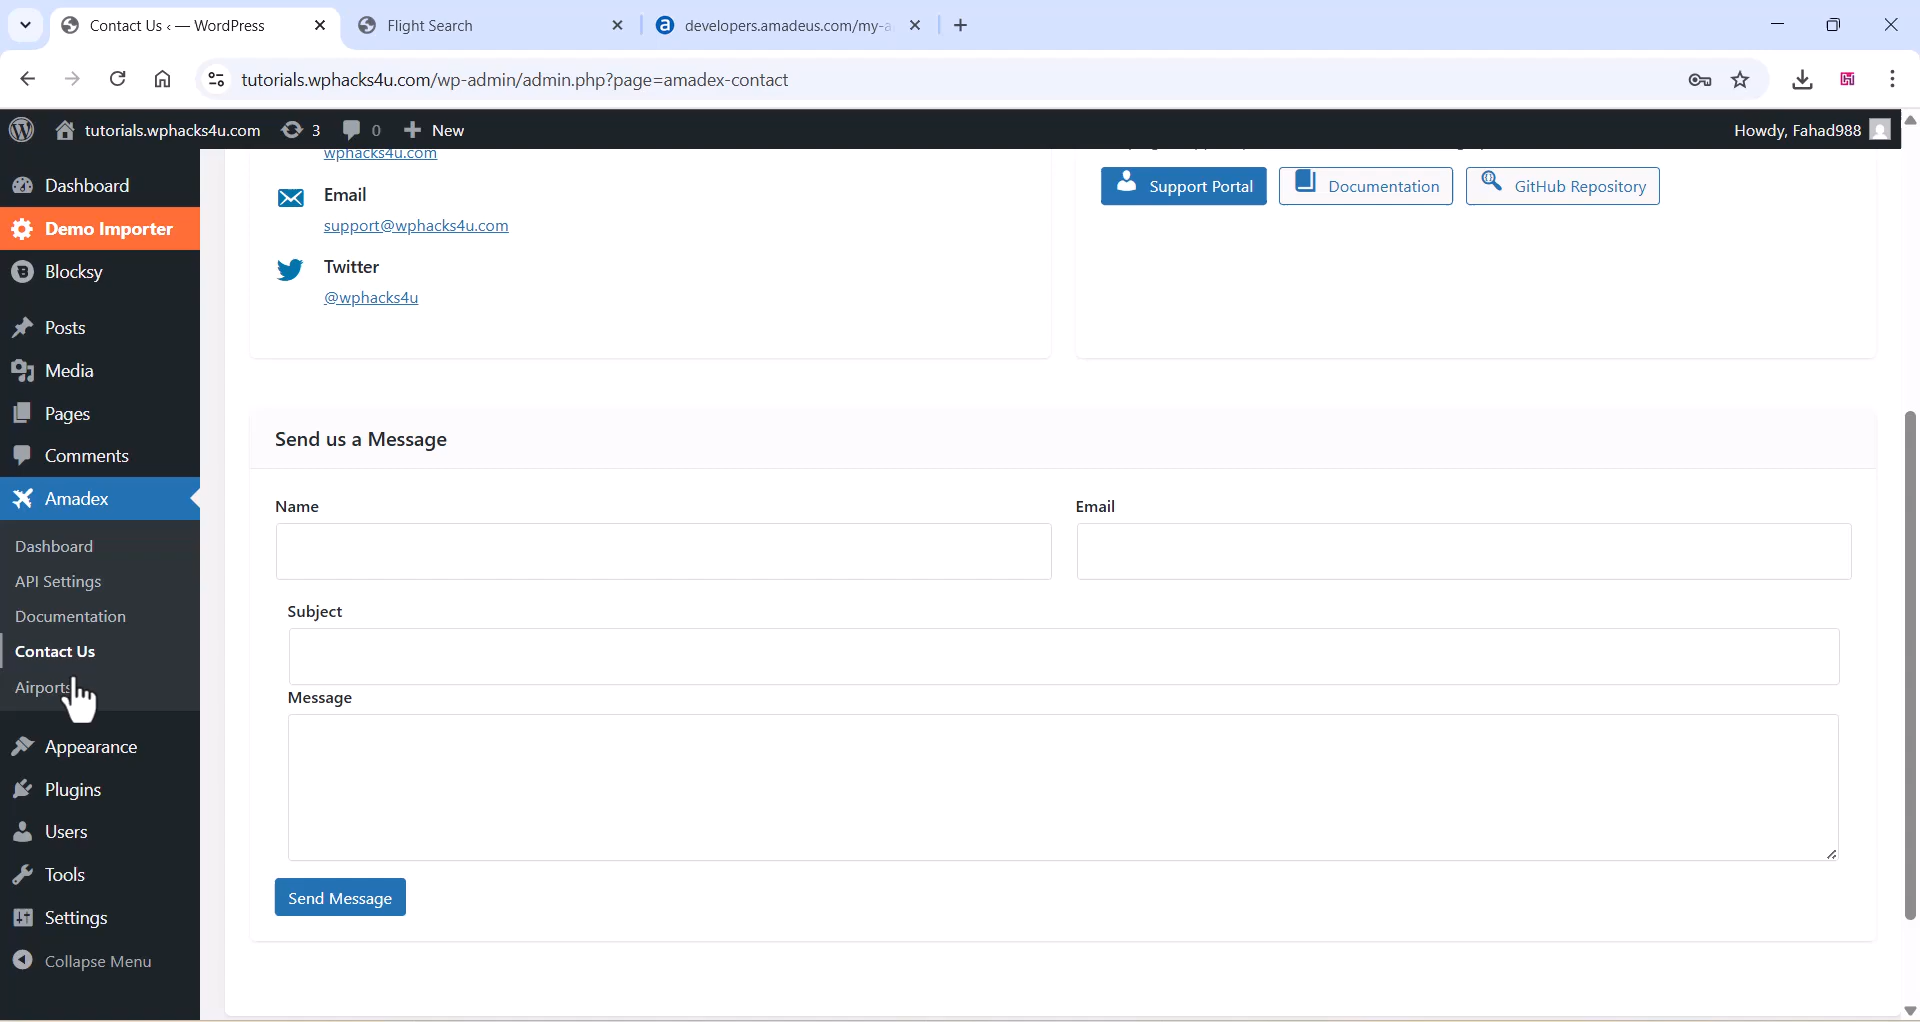 Contact Us ‹ — WordPress
Flight Search
developers.amadeus.com/my-a
tutorials.wphacks4u.com/wp-admin/admin.php?page=amadex-contact
tutorials.wphacks4u.com
3
0
New
Howdy, Fahad988
Dashboard
Demo Importer
Blocksy
Posts
Media
Pages
Comments
Amadex
Dashboard
API Settings
Documentation
Contact Us
Airports
Appearance
Plugins
Users
Tools
Settings
Collapse Menu
wphacks4u.com
Email
support@wphacks4u.com
Twitter
@wphacks4u
Support Portal
Documentation
GitHub Repository
Send us a Message
Name
Email
Subject
Message
Send Message